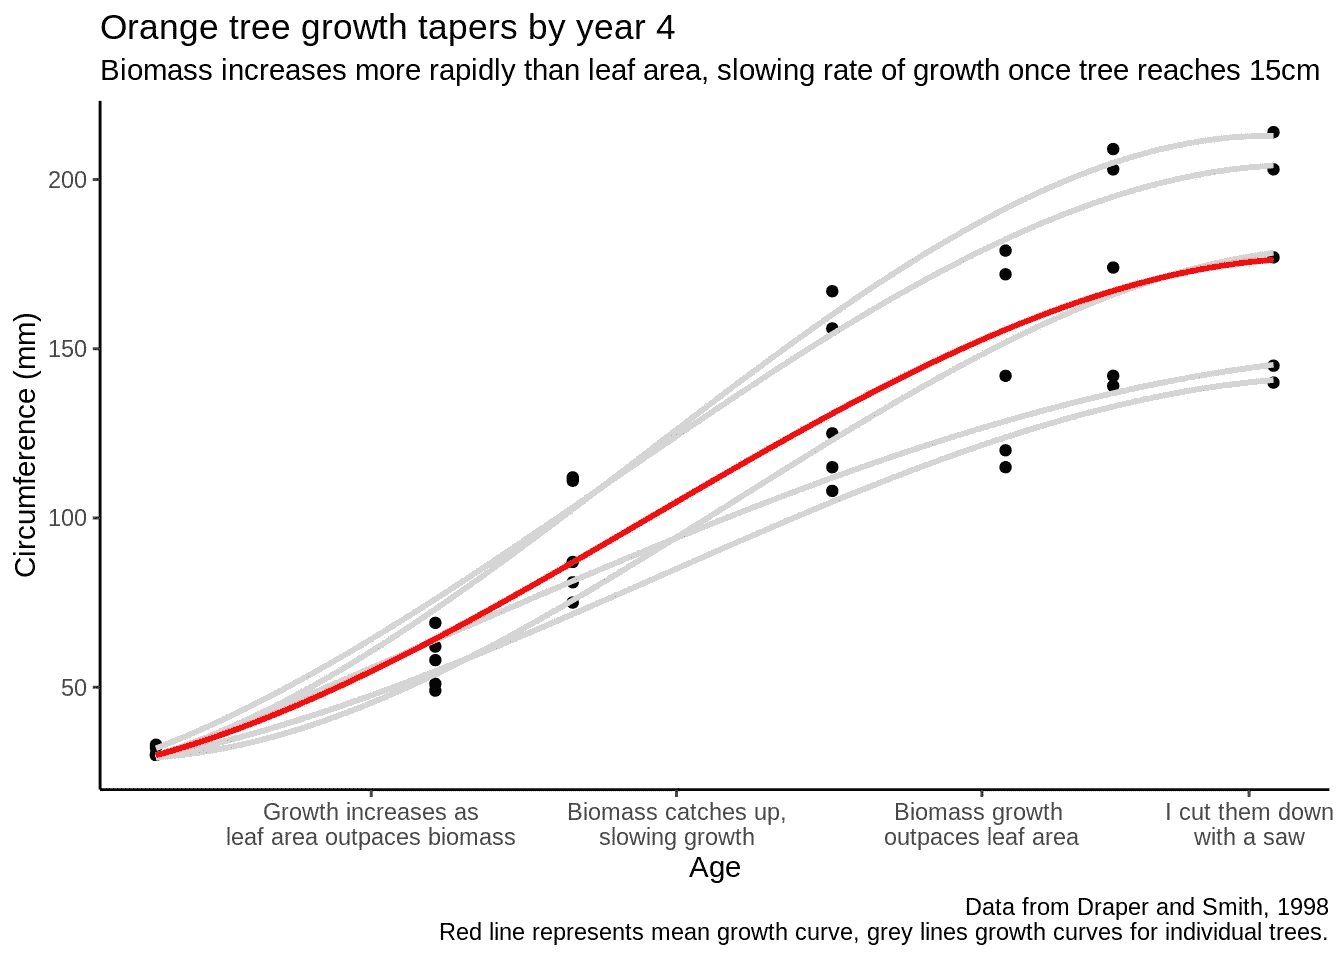 Orange tree growth tapers by year 4
Biomass increases more rapidly than leaf area, slowing rate of growth once tree reaches 15cm
Circumference (mm)
200
150
100
50
Growth increases as
leaf area outpaces biomass
Biomass catches up,
slowing growth
Biomass growth
outpaces leaf area
I cut them down
with a saw
Age
Data from Draper and Smith, 1998
Red line represents mean growth curve, grey lines growth curves for individual trees.